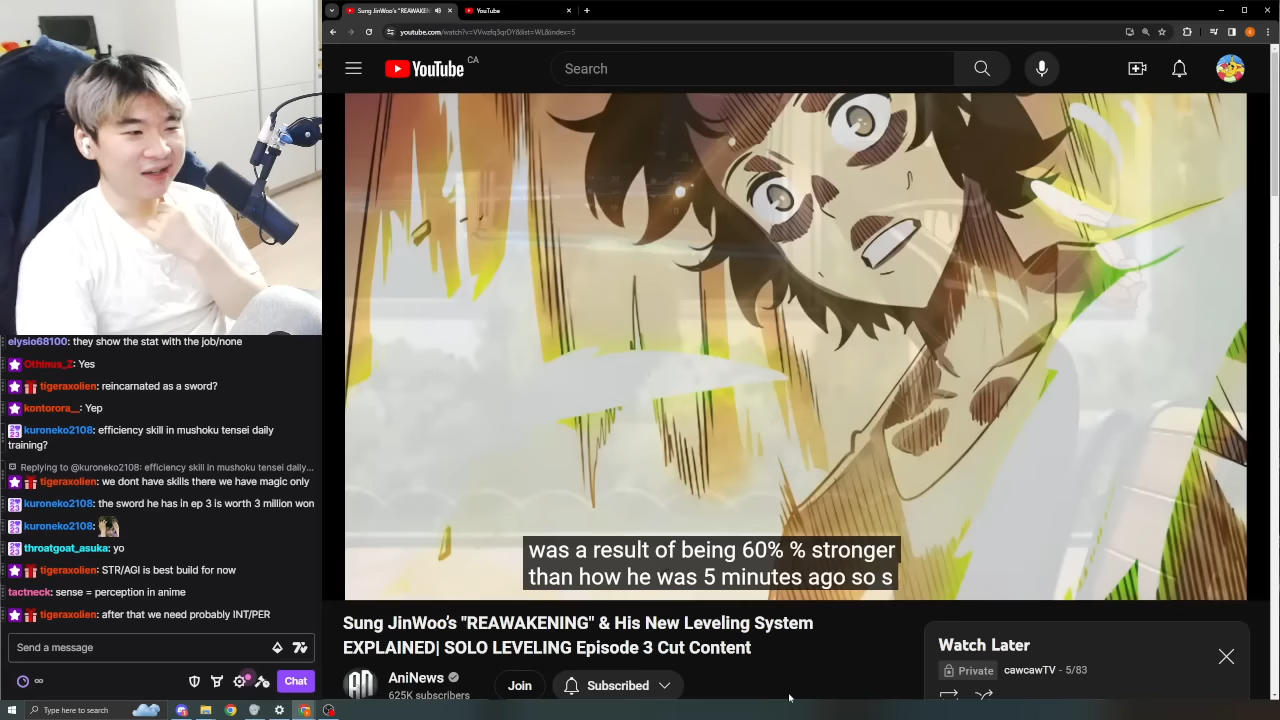 Sung JinWoo's "REAWAKEN
YouTube
youtube.com/watch?v=VVwzfq3qrDY&list=WL&index=5
YouTube CA
Search
elysio68100: they show the stat with the job/none
Othinus_Z: Yes
tigeraxolien: reincarnated as a sword?
kontorora__: Yep
kuroneko2108: efficiency skill in mushoku tensei daily
training?
Replying to @kuroneko2108: efficiency skill in mushoku tensei daily...
tigeraxolien: we dont have skills there we have magic only
kuroneko2108: the sword he has in ep 3 is worth 3 million won
kuroneko2108:
throatgoat_asuka: yo
tigeraxolien: STR/AGI is best build for now
tactneck: sense = perception in anime
tigeraxolien: after that we need probably INT/PER
Send a message
Chat
was a result of being 60% % stronger
than how he was 5 minutes ago so s
Sung JinWoo's "REAWAKENING" & His New Leveling System
EXPLAINED| SOLO LEVELING Episode 3 Cut Content
AN
AniNews
625K subscribers
Join
Subscribed
Watch Later
Private cawcawTV - 5/83
Type here to search